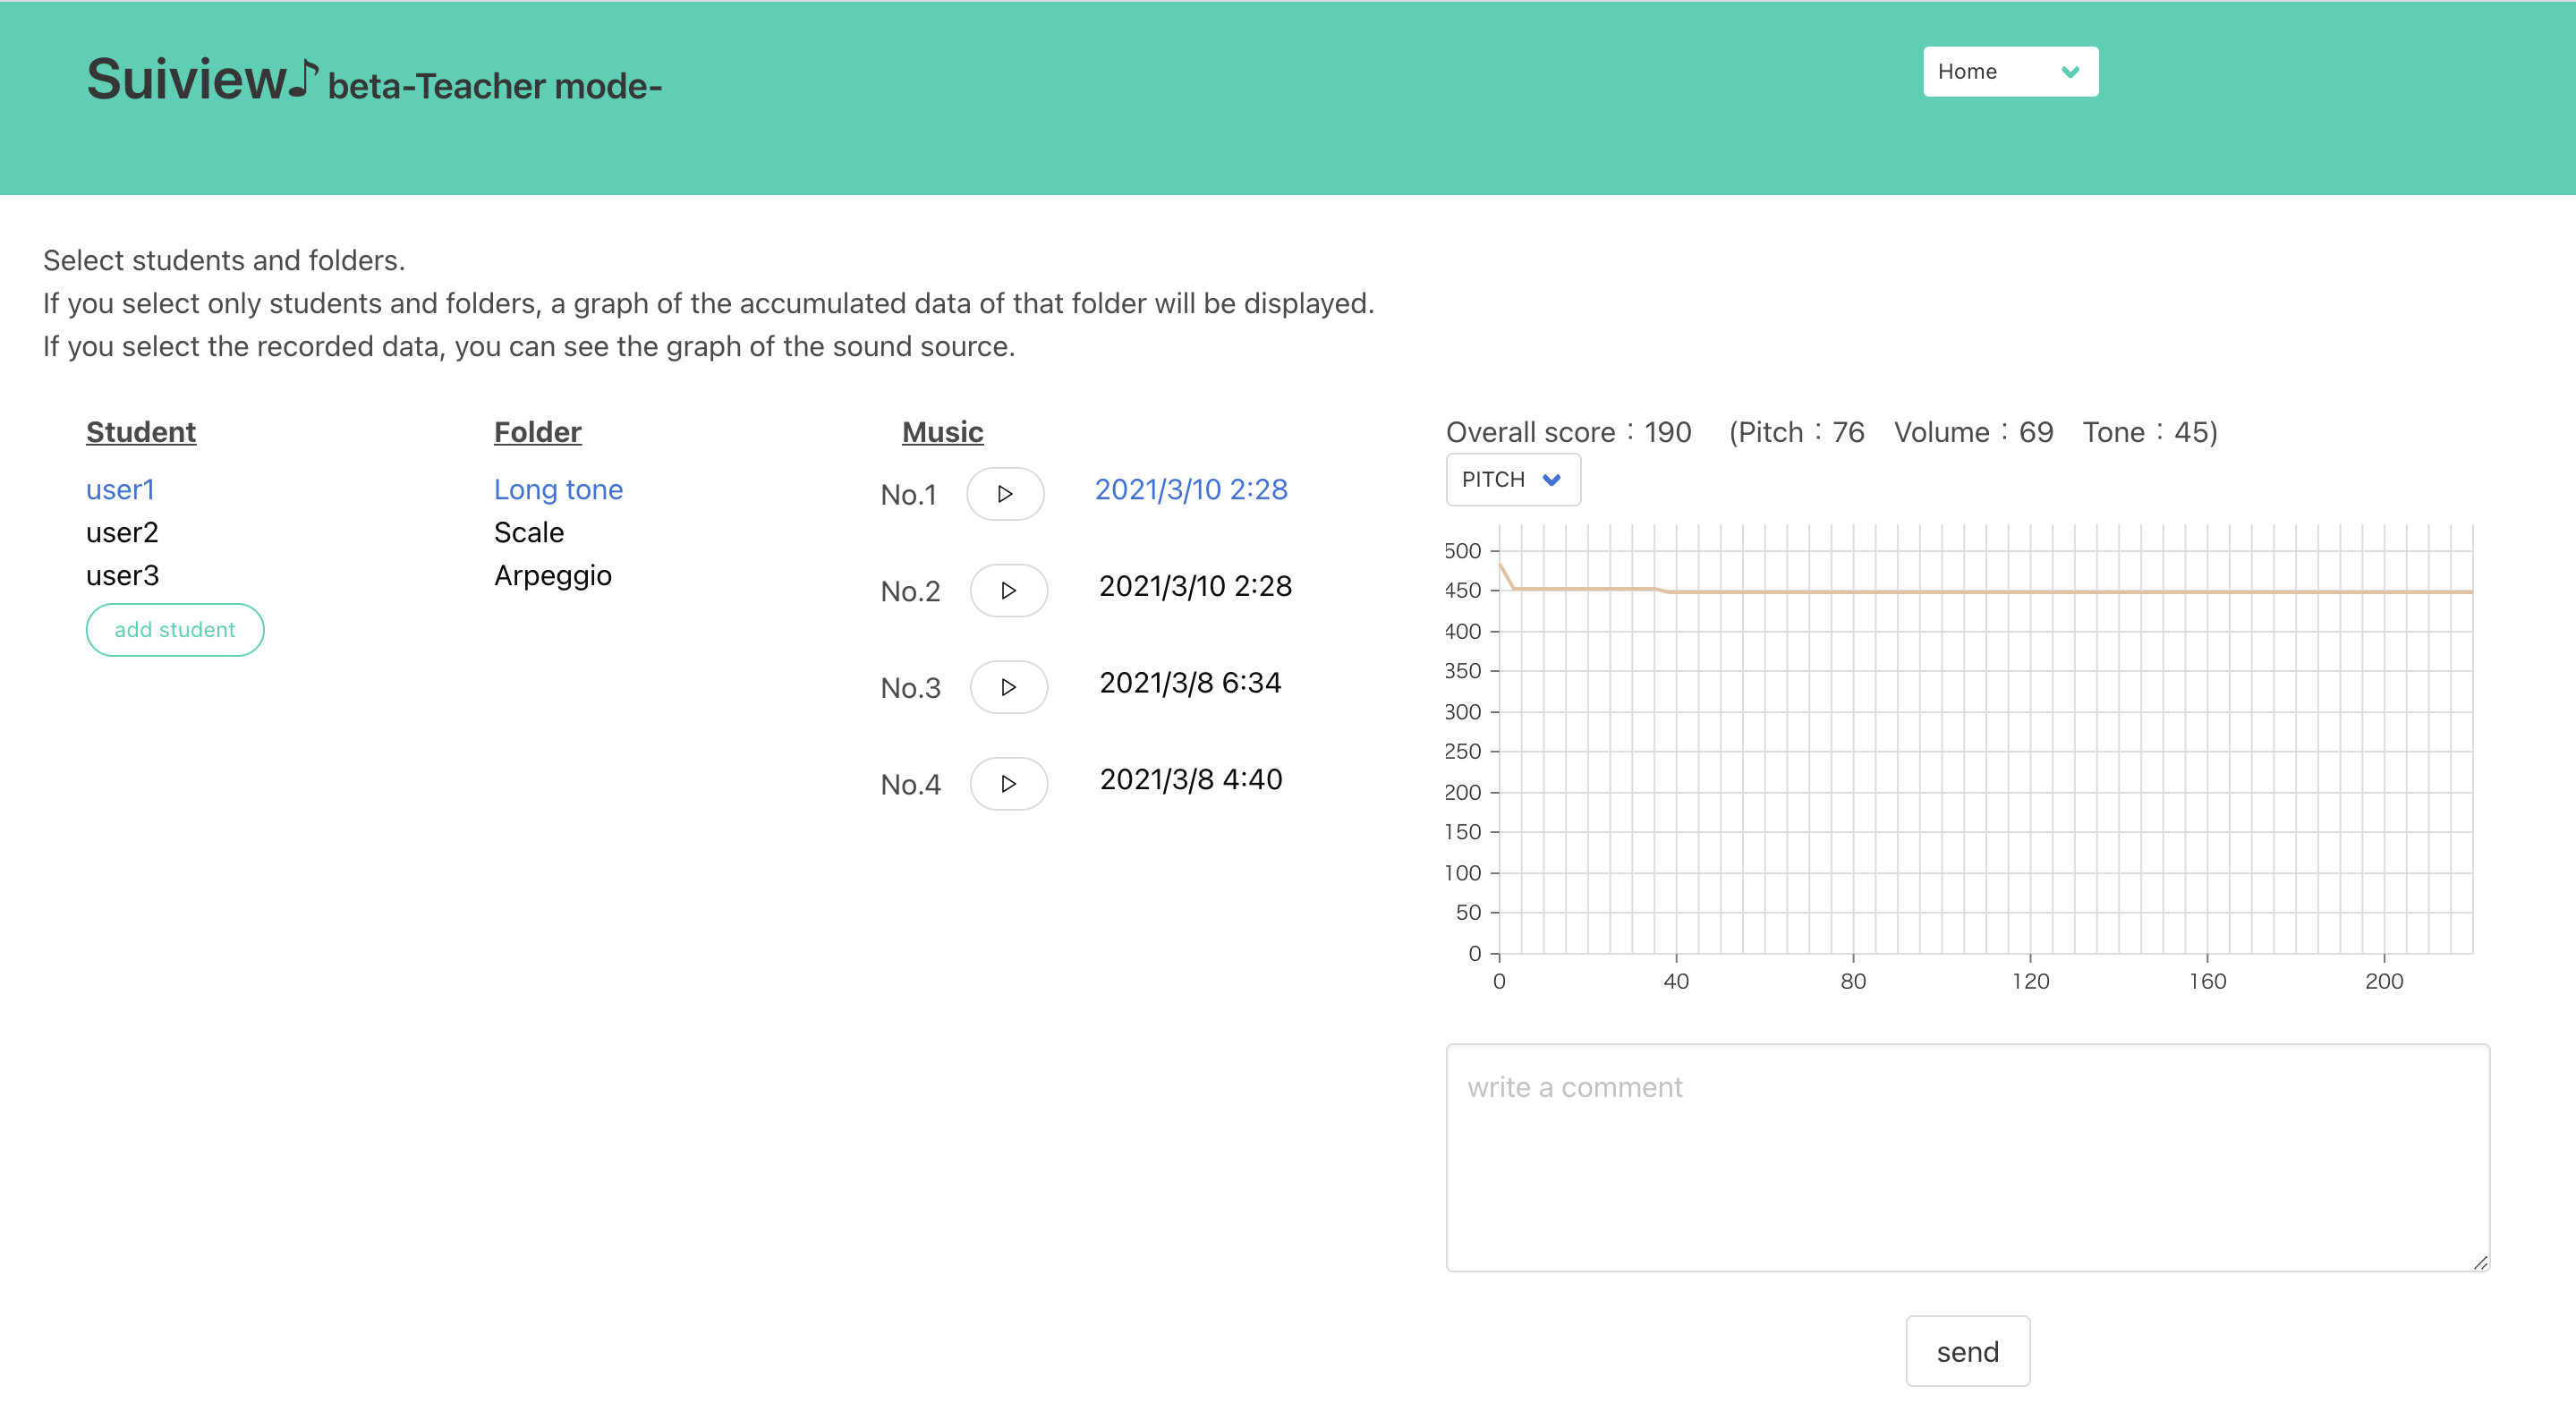 Suiview♪ beta-Teacher mode-
Home
Select students and folders.
If you select only students and folders, a graph of the accumulated data of that folder will be displayed.
If you select the recorded data, you can see the graph of the sound source.
Student
user1
user2
user3
add student
Folder
Long tone
Scale
Arpeggio
Music
No.1 2021/3/10 2:28
No.2 2021/3/10 2:28
No.3 2021/3/8 6:34
No.4 2021/3/8 4:40
Overall score：190 (Pitch：76 Volume：69 Tone：45)
PITCH
500
450
400
350
300
250
200
150
100
50
0
0 40 80 120 160 200
write a comment
send